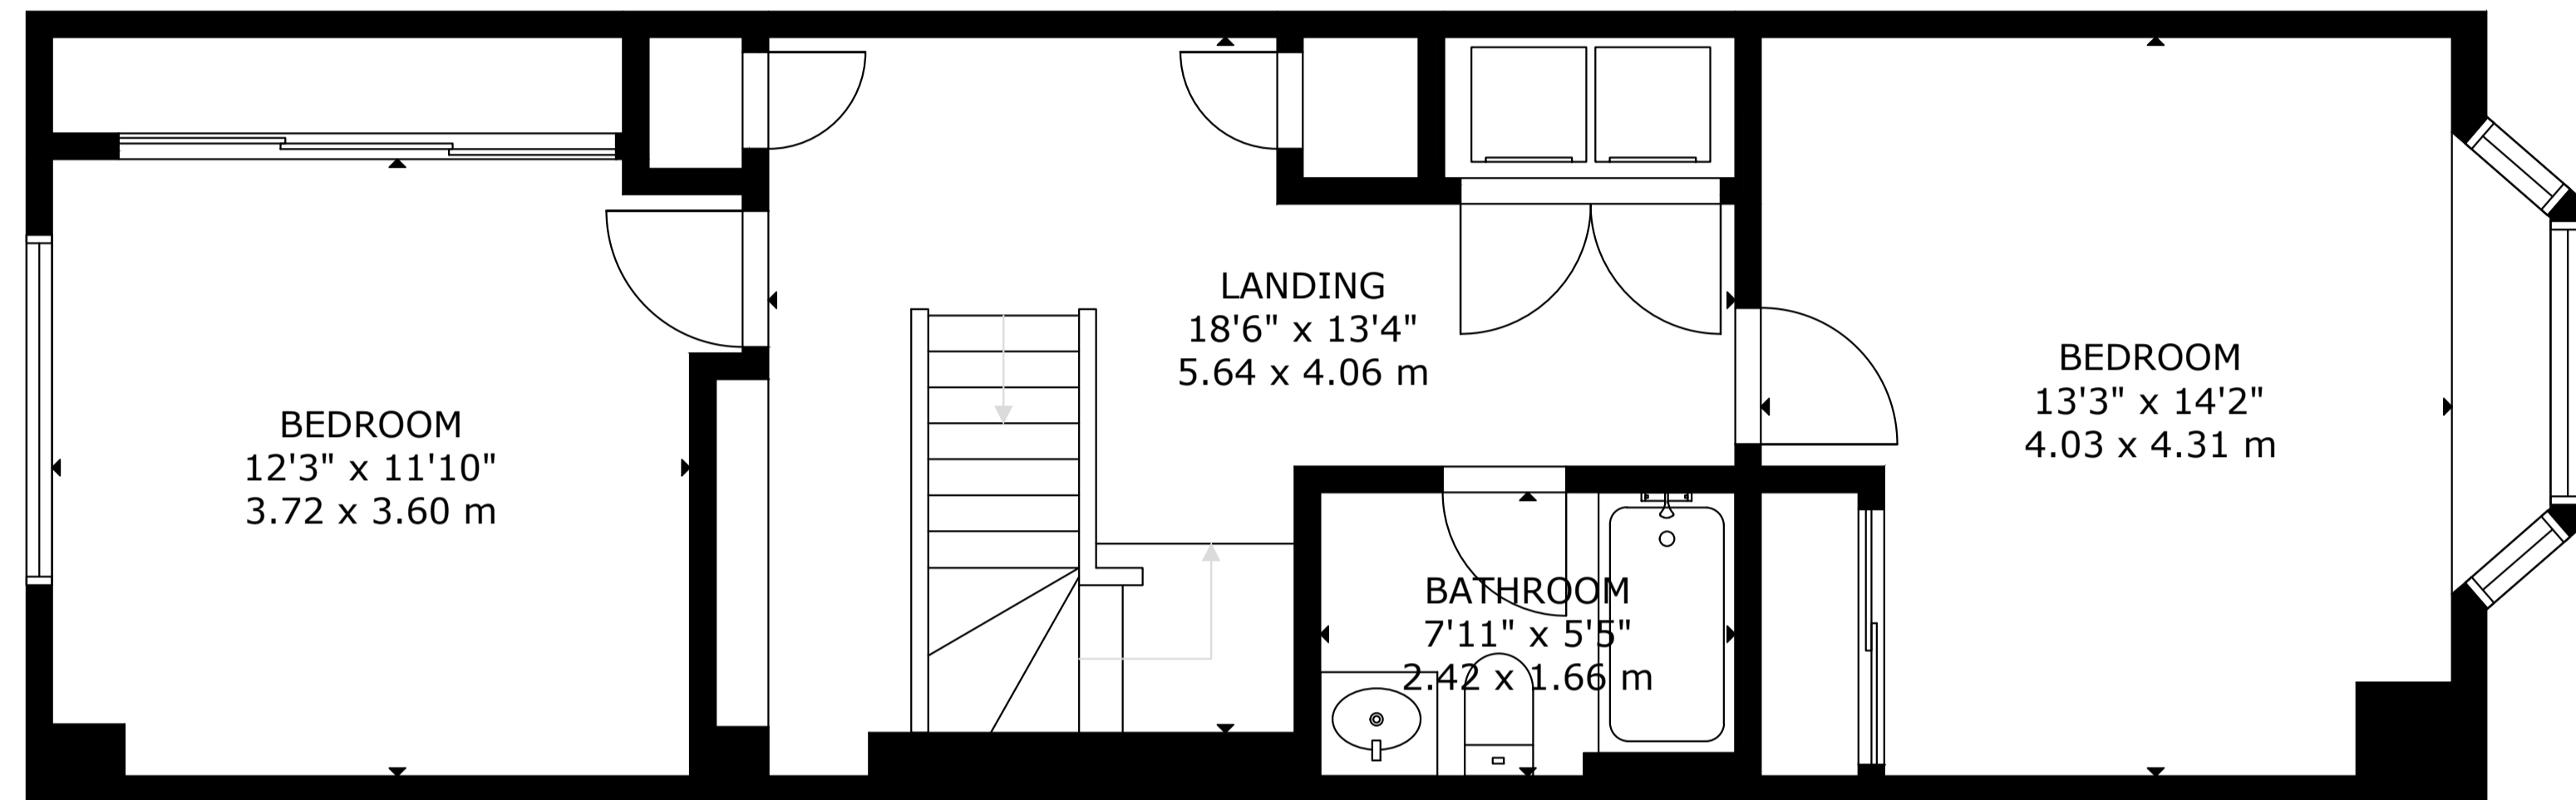 BEDROOM
12'3" x 11'10"
3.72 x 3.60 m
LANDING
18'6" x 13'4"
5.64 x 4.06 m
BATHROOM
7'11" x 5'5"
2.42 x 1.66 m
BEDROOM
13'3" x 14'2"
4.03 x 4.31 m